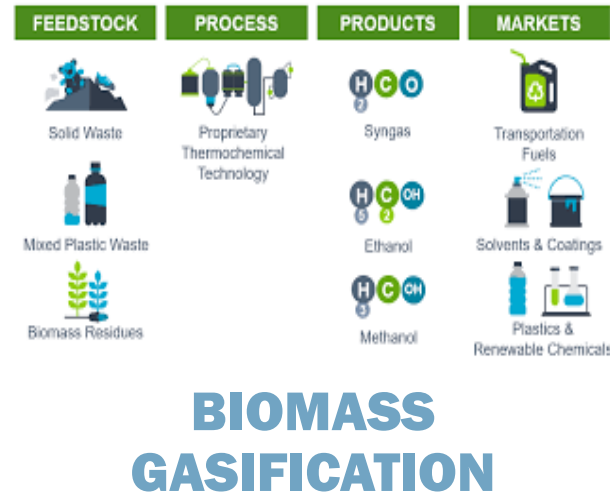 FEEDSTOCK
PROCESS
PRODUCTS
MARKETS
Solid Waste
Mixed Plastic Waste
Biomass Residues
Proprietary
Thermochemical
Technology
H C O
2
Syngas
H C OH
5 2
Ethanol
H C OH
3
Methanol
Transportation
Fuels
Solvents & Coatings
Plastics &
Renewable Chemicals
BIOMASS
GASIFICATION